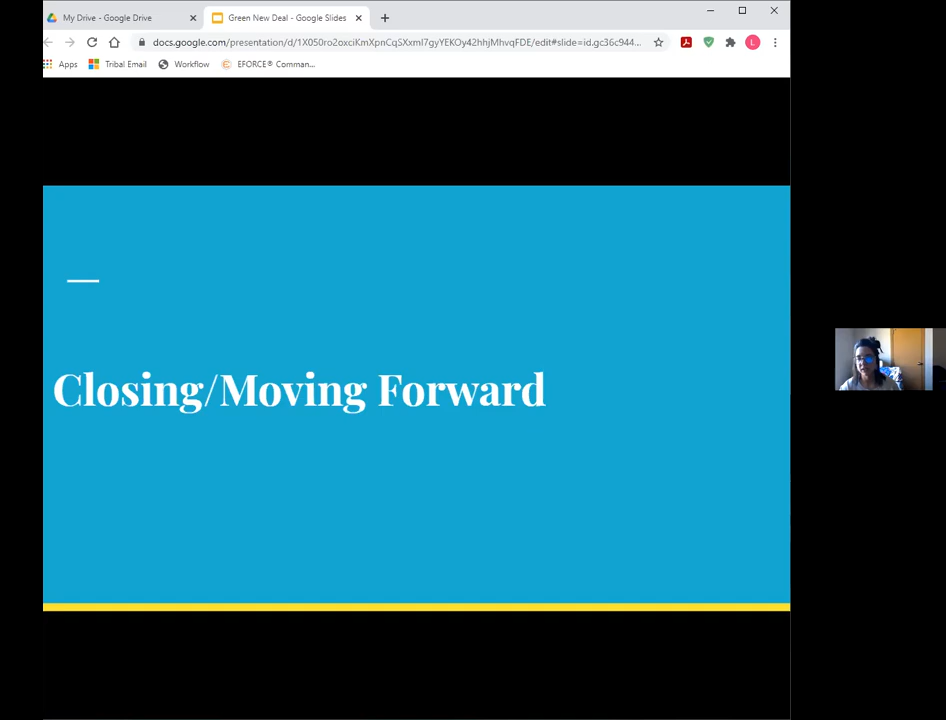 My Drive - Google Drive
Green New Deal - Google Slides
docs.google.com/presentation/d/1X050ro2oxciKmXpnCqSXxml7gyYEKOy42hhjMhvqFDE/edit#slide=id.gc36c944...
L
Apps
Tribal Email
Workflow
EFORCE® Comman...
Closing/Moving Forward